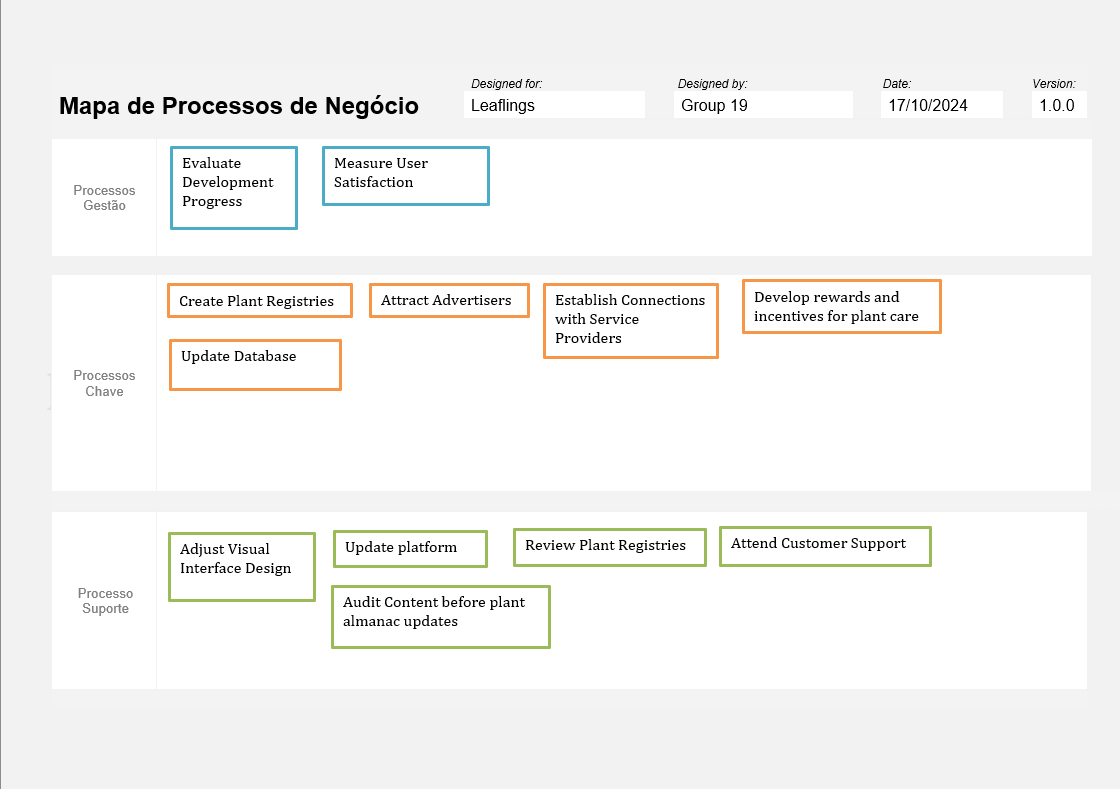 Mapa de Processos de Negócio
Designed for:
Leaflings
Designed by:
Group 19
Date:
17/10/2024
Version:
1.0.0
Processos
Gestão
Evaluate
Development
Progress
Measure User
Satisfaction
Processos
Chave
Create Plant Registries
Attract Advertisers
Establish Connections
with Service
Providers
Develop rewards and
incentives for plant care
Update Database
Processo
Suporte
Adjust Visual
Interface Design
Update platform
Review Plant Registries
Attend Customer Support
Audit Content before plant
almanac updates